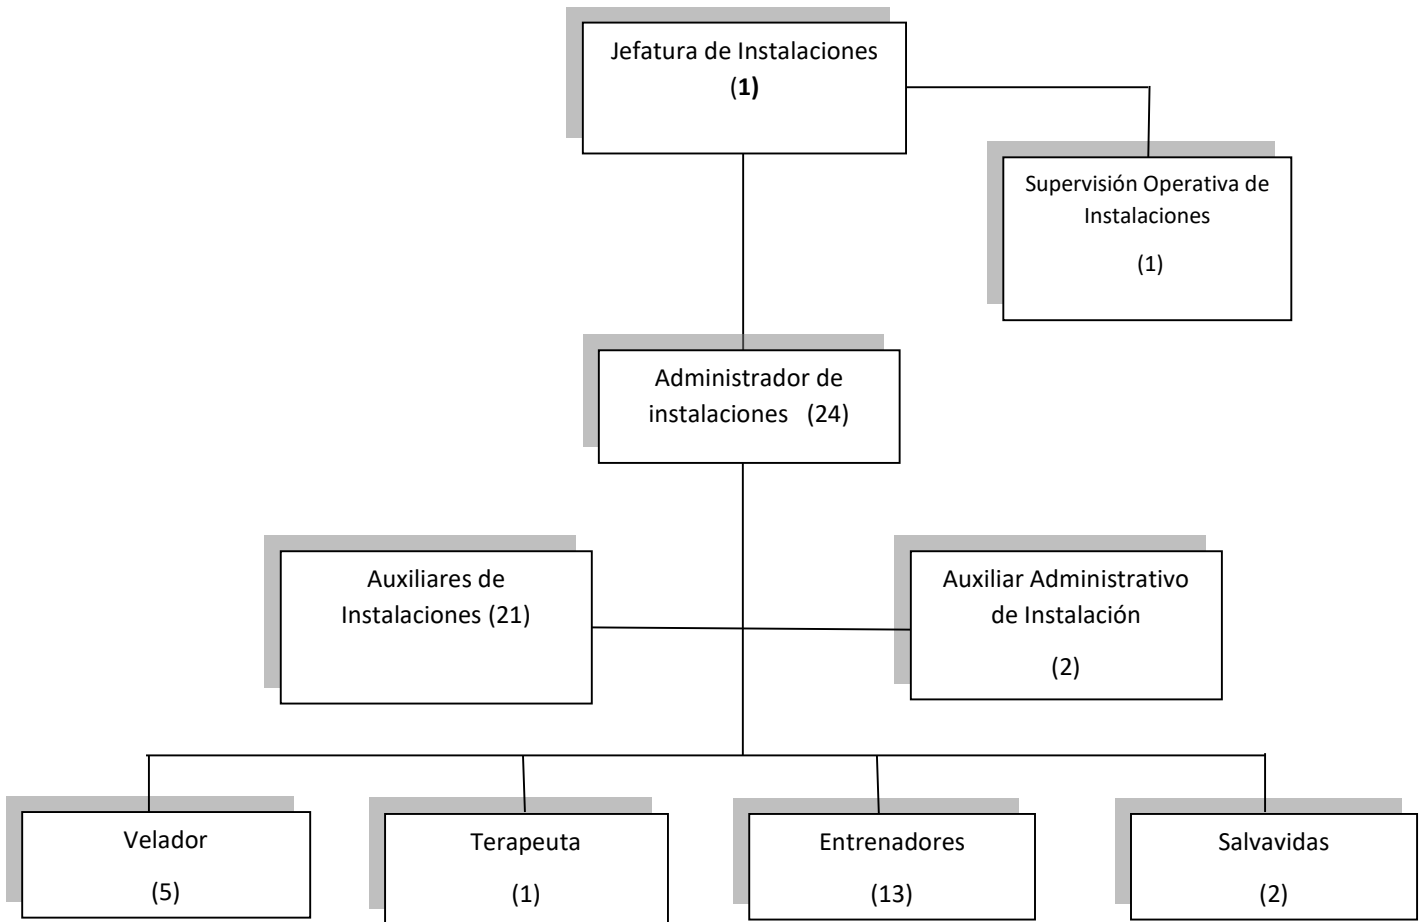 Jefatura de Instalaciones
(1)
Supervisión Operativa de
Instalaciones
(1)
Administrador de
instalaciones (24)
Auxiliares de
Instalaciones (21)
Auxiliar Administrativo
de Instalación
(2)
Velador
(5)
Terapeuta
(1)
Entrenadores
(13)
Salvavidas
(2)